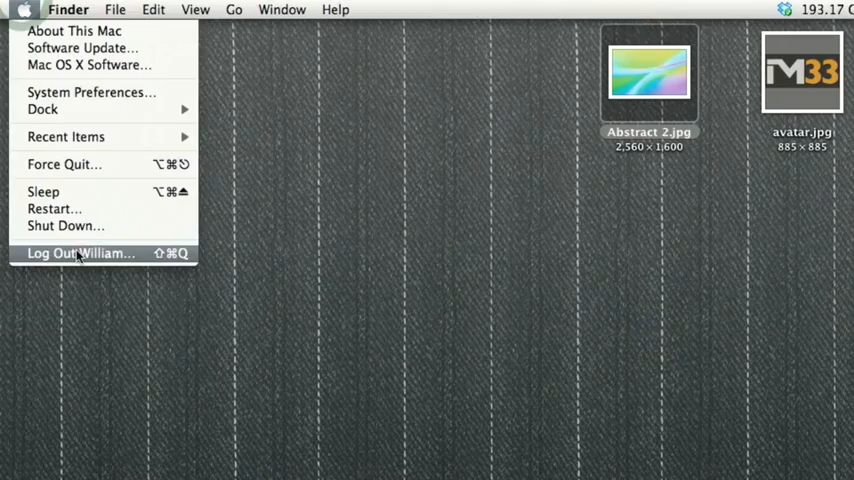 Finder File Edit View Go Window Help 193.17 G
About This Mac
Software Update...
Mac OS X Software...
System Preferences...
Dock
Recent Items
Force Quit... ⌥⌘⎋
Sleep ⌥⌘⏏
Restart...
Shut Down...
Log Out William... ⇧⌘Q
iM33
Abstract 2.jpg
2,560 × 1,600
avatar.jpg
885 × 885